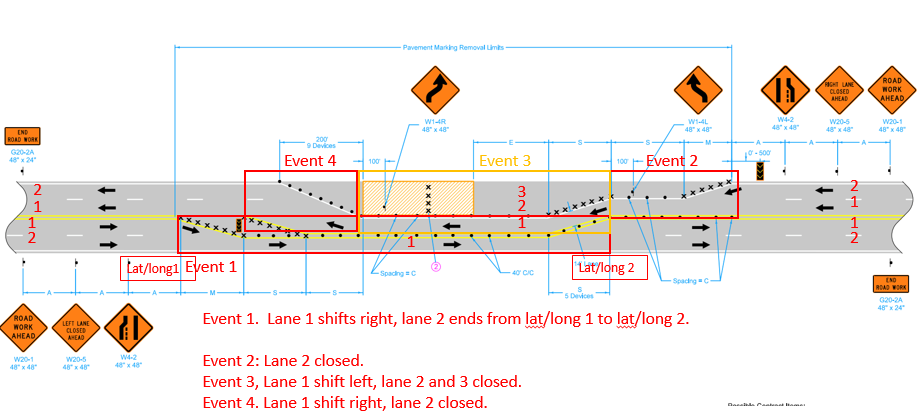 Pavement Marking Removal Limits
W1-4R
48" x 48"
W1-4L
48" x 48"
W4-2
48" x 48"
RIGHT LANE
CLOSED
AHEAD
W20-5
48" x 48"
ROAD
WORK
AHEAD
W20-1
48" x 48"
END
ROAD WORK
G20-2A
48" x 24"
200'
9 Devices
100'
E
S
S
M
A
A
A
100'
Event 4
Event 3
Event 2
2
1
1
2
3
2
1
1
2
1
1
2
Lat/long1
Event 1
Lat/long 2
Spacing = C
2
40' C/C
S
5 Devices
Spacing = C
A
A
A
M
S
S
END
ROAD WORK
G20-2A
48" x 24"
ROAD
WORK
AHEAD
W20-1
48" x 48"
LEFT LANE
CLOSED
AHEAD
W20-5
48" x 48"
W4-2
48" x 48"
Event 1.  Lane 1 shifts right, lane 2 ends from lat/long 1 to lat/long 2.
Event 2: Lane 2 closed.
Event 3, Lane 1 shift left, lane 2 and 3 closed.
Event 4. Lane 1 shift right, lane 2 closed.